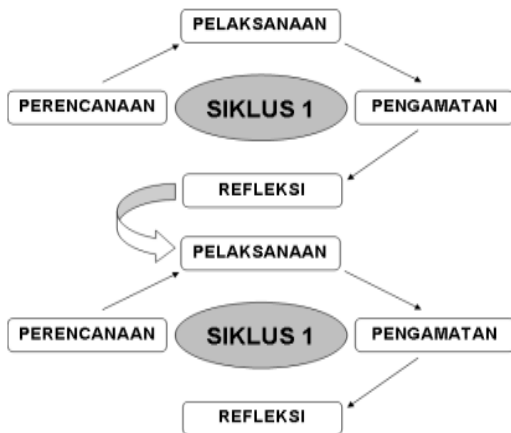 PELAKSANAAN
PERENCANAAN
SIKLUS 1
PENGAMATAN
REFLEKSI
PELAKSANAAN
PERENCANAAN
SIKLUS 1
PENGAMATAN
REFLEKSI